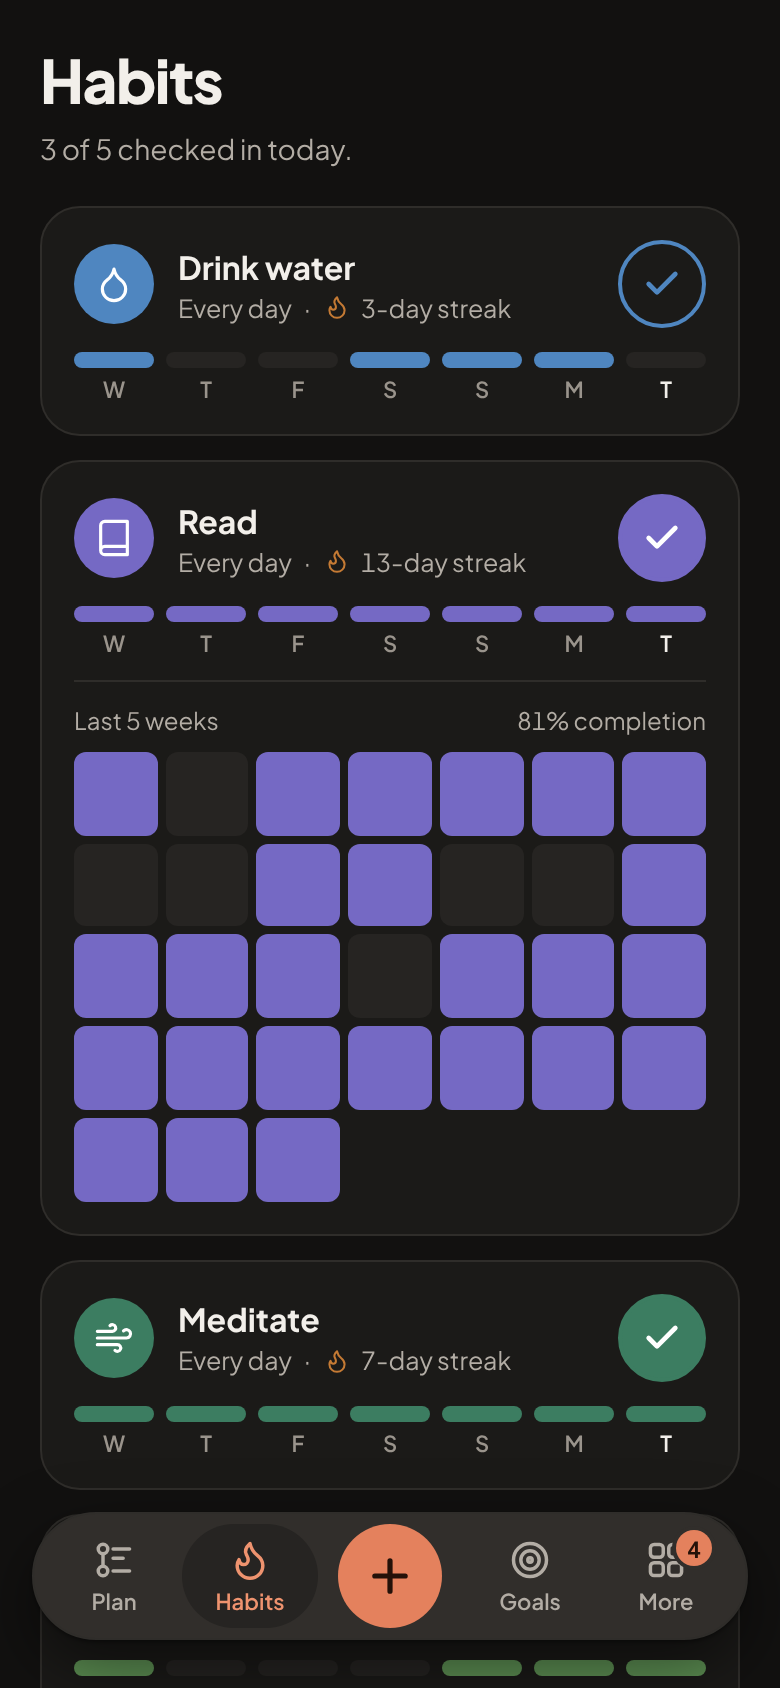 Habits
3 of 5 checked in today.
Drink water
Every day · 3-day streak
W T F S S M T
Read
Every day · 13-day streak
W T F S S M T
Last 5 weeks 81% completion
Meditate
Every day · 7-day streak
W T F S S M T
4
Plan Habits Goals More